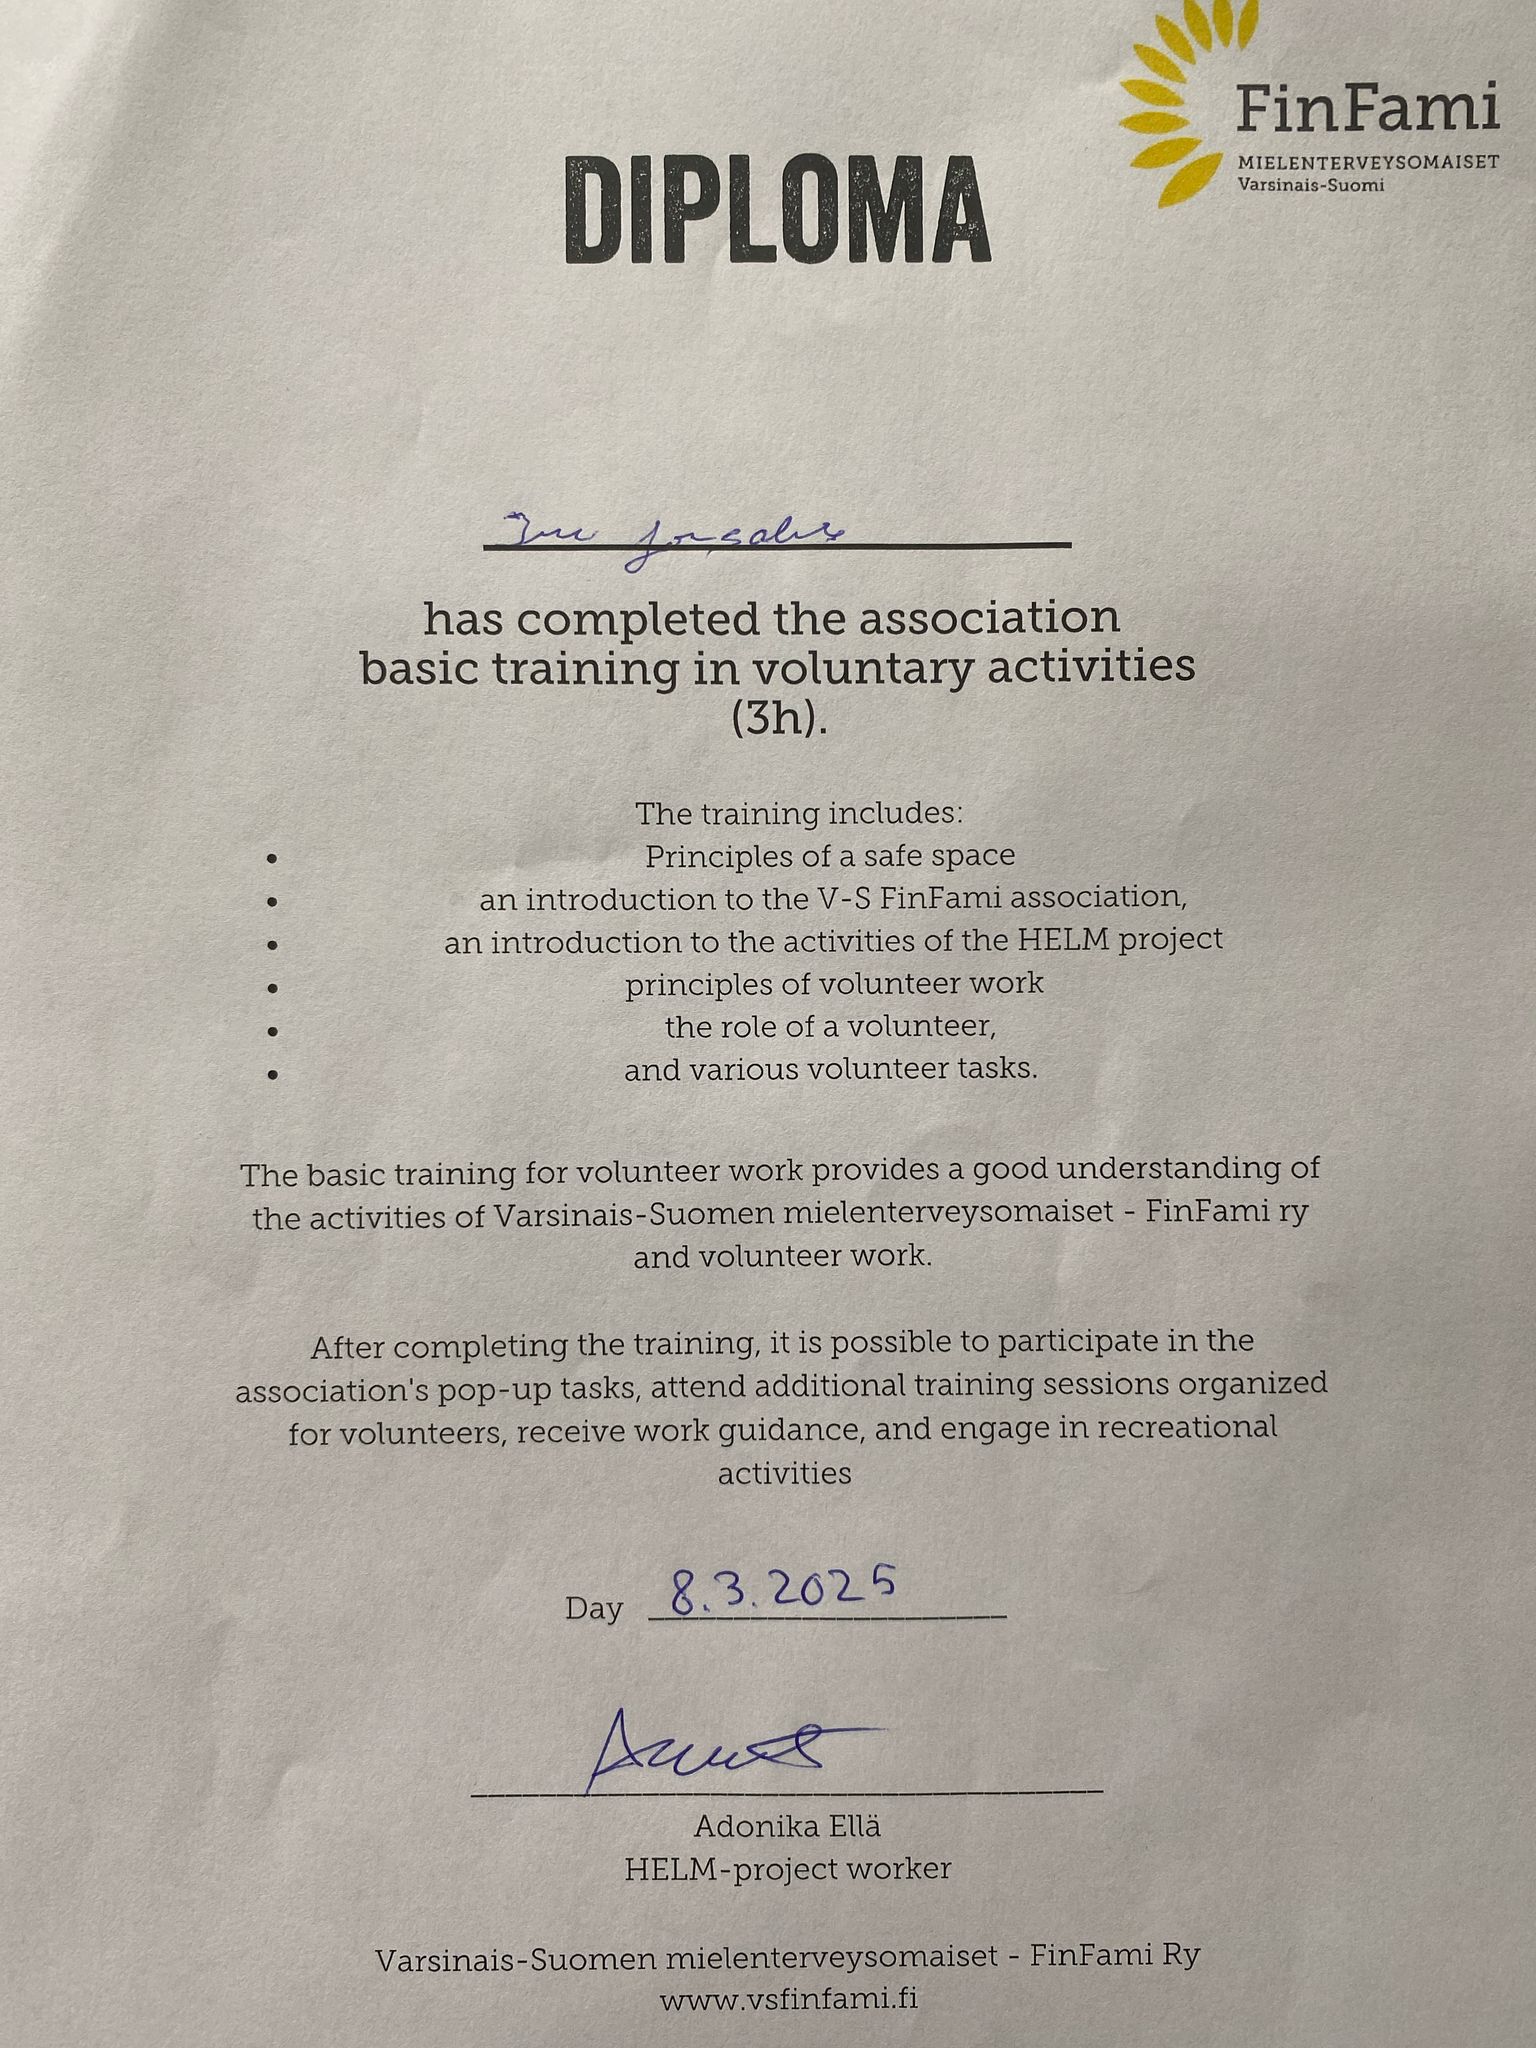 FinFami
MIELENTERVEYSOMAISET
Varsinais-Suomi
DIPLOMA
has completed the association
basic training in voluntary activities
(3h).
The training includes:
• Principles of a safe space
• an introduction to the V-S FinFami association,
• an introduction to the activities of the HELM project
• principles of volunteer work
• the role of a volunteer,
• and various volunteer tasks.
The basic training for volunteer work provides a good understanding of
the activities of Varsinais-Suomen mielenterveysomaiset - FinFami ry
and volunteer work.
After completing the training, it is possible to participate in the
association's pop-up tasks, attend additional training sessions organized
for volunteers, receive work guidance, and engage in recreational
activities
Day 8.3.2025
Adonika Ellä
HELM-project worker
Varsinais-Suomen mielenterveysomaiset - FinFami Ry
www.vsfinfami.fi